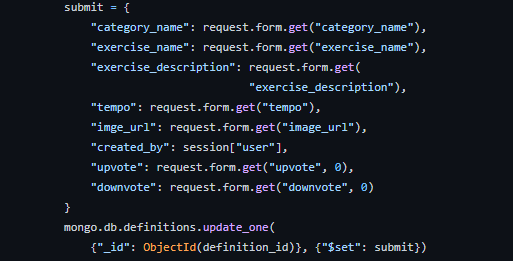 submit = {
"category_name": request.form.get("category_name"),
"exercise_name": request.form.get("exercise_name"),
"exercise_description": request.form.get(
"exercise_description"),
"tempo": request.form.get("tempo"),
"imge_url": request.form.get("image_url"),
"created_by": session["user"],
"upvote": request.form.get("upvote", 0),
"downvote": request.form.get("downvote", 0)
}
mongo.db.definitions.update_one(
{"_id": ObjectId(definition_id)}, {"$set": submit})